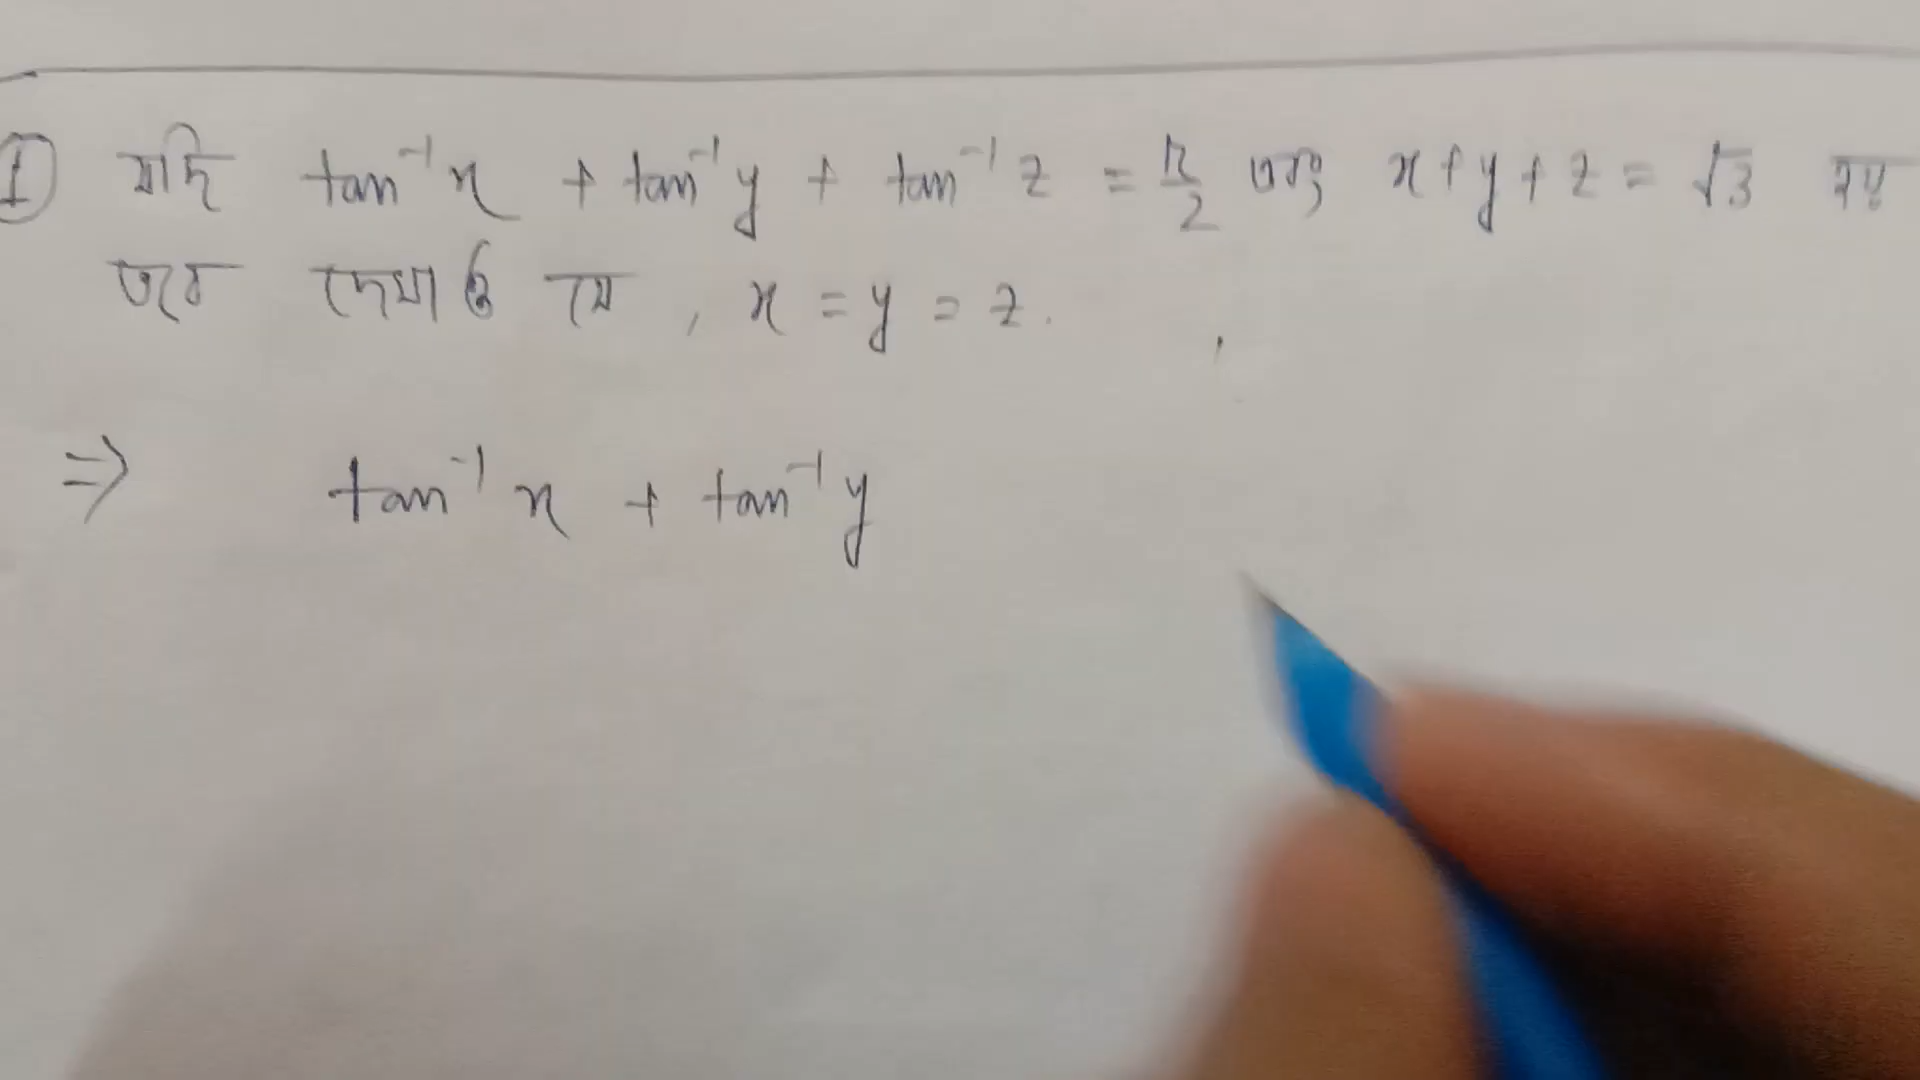 ① যদি tan⁻¹x + tan⁻¹y + tan⁻¹z = π/2 এবং x+y+z = √3 হয়
তবে দেখাও যে, x = y = z.
⇒ tan⁻¹x + tan⁻¹y